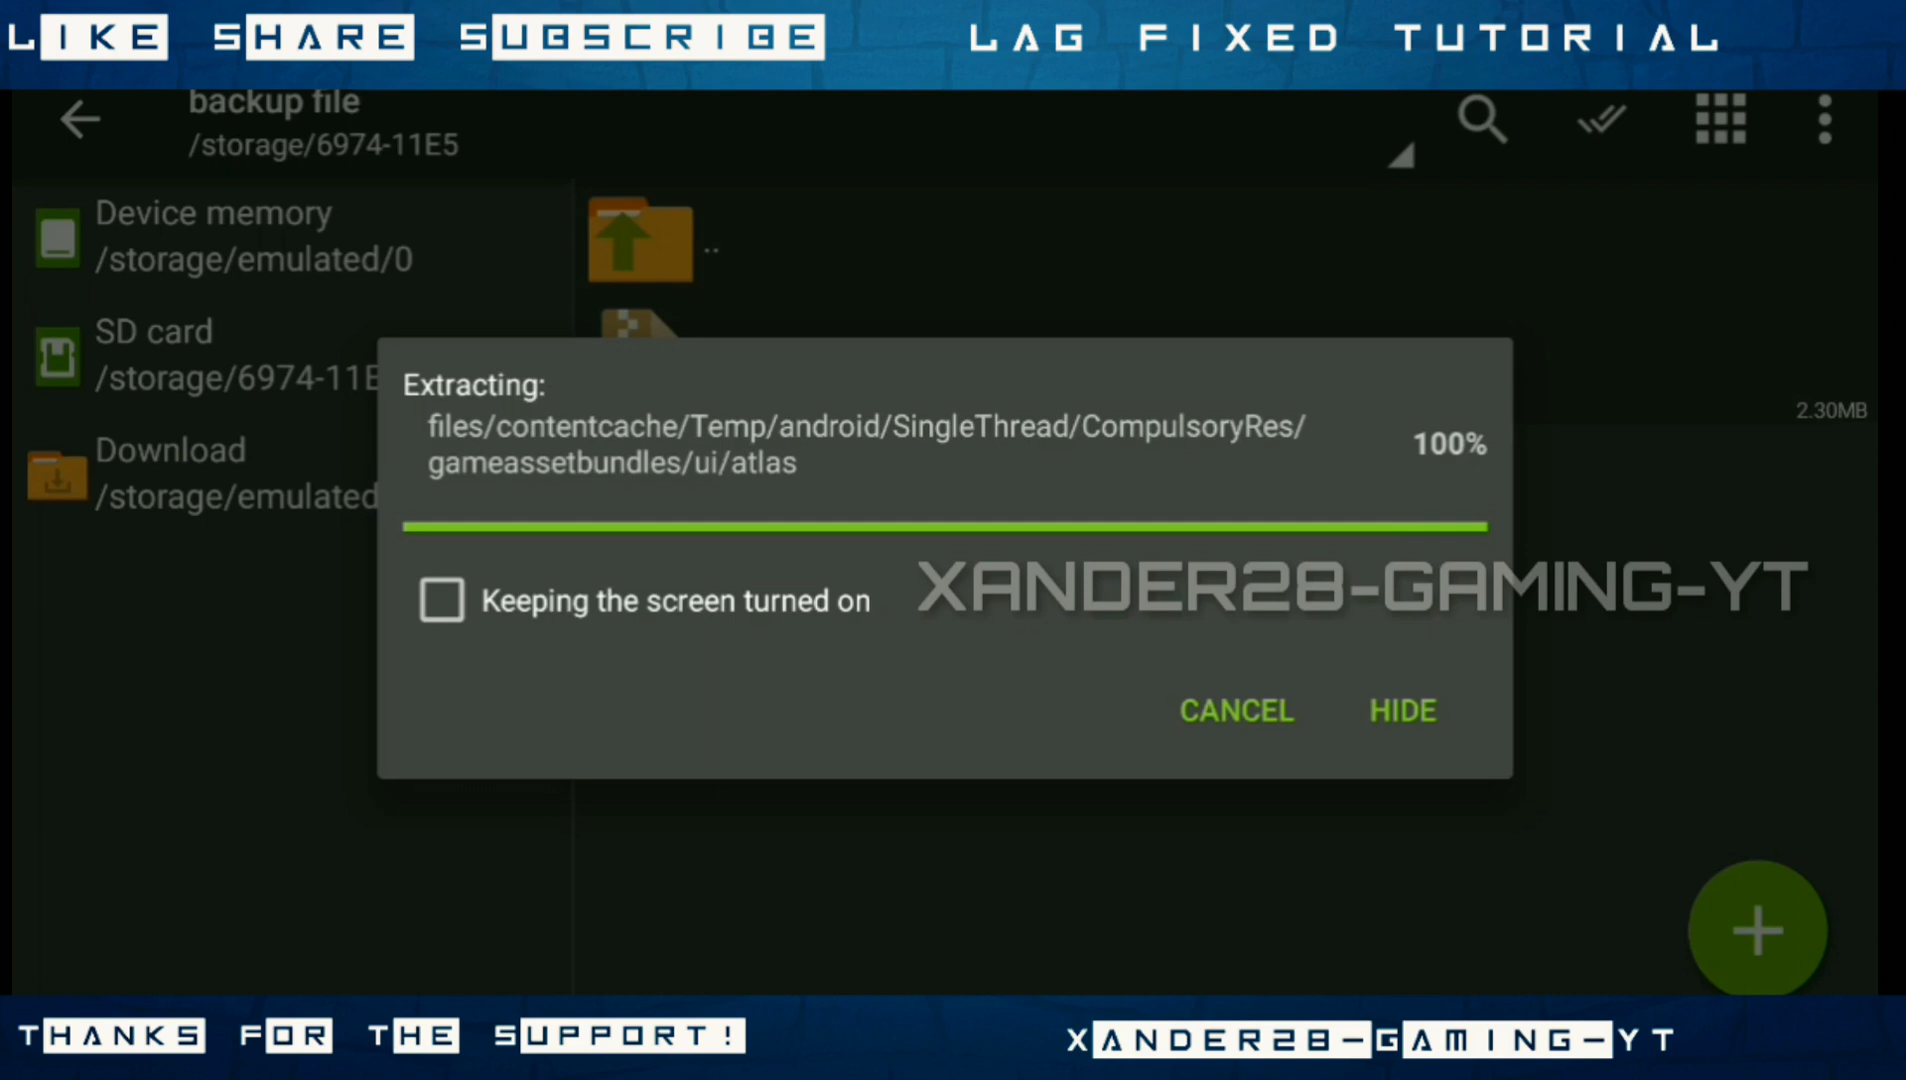 LIKE SHARE SUBSCRIBE LAG FIXED TUTORIAL
backup file
/storage/6974-11E5
Device memory
/storage/emulated/0
..
SD card
/storage/6974-11E
Download
/storage/emulated
2.30MB
Extracting:
files/contentcache/Temp/android/SingleThread/CompulsoryRes/
gameassetbundles/ui/atlas
100%
Keeping the screen turned on
XANDER28-GAMING-YT
CANCEL HIDE
THANKS FOR THE SUPPORT! XANDER28-GAMING-YT